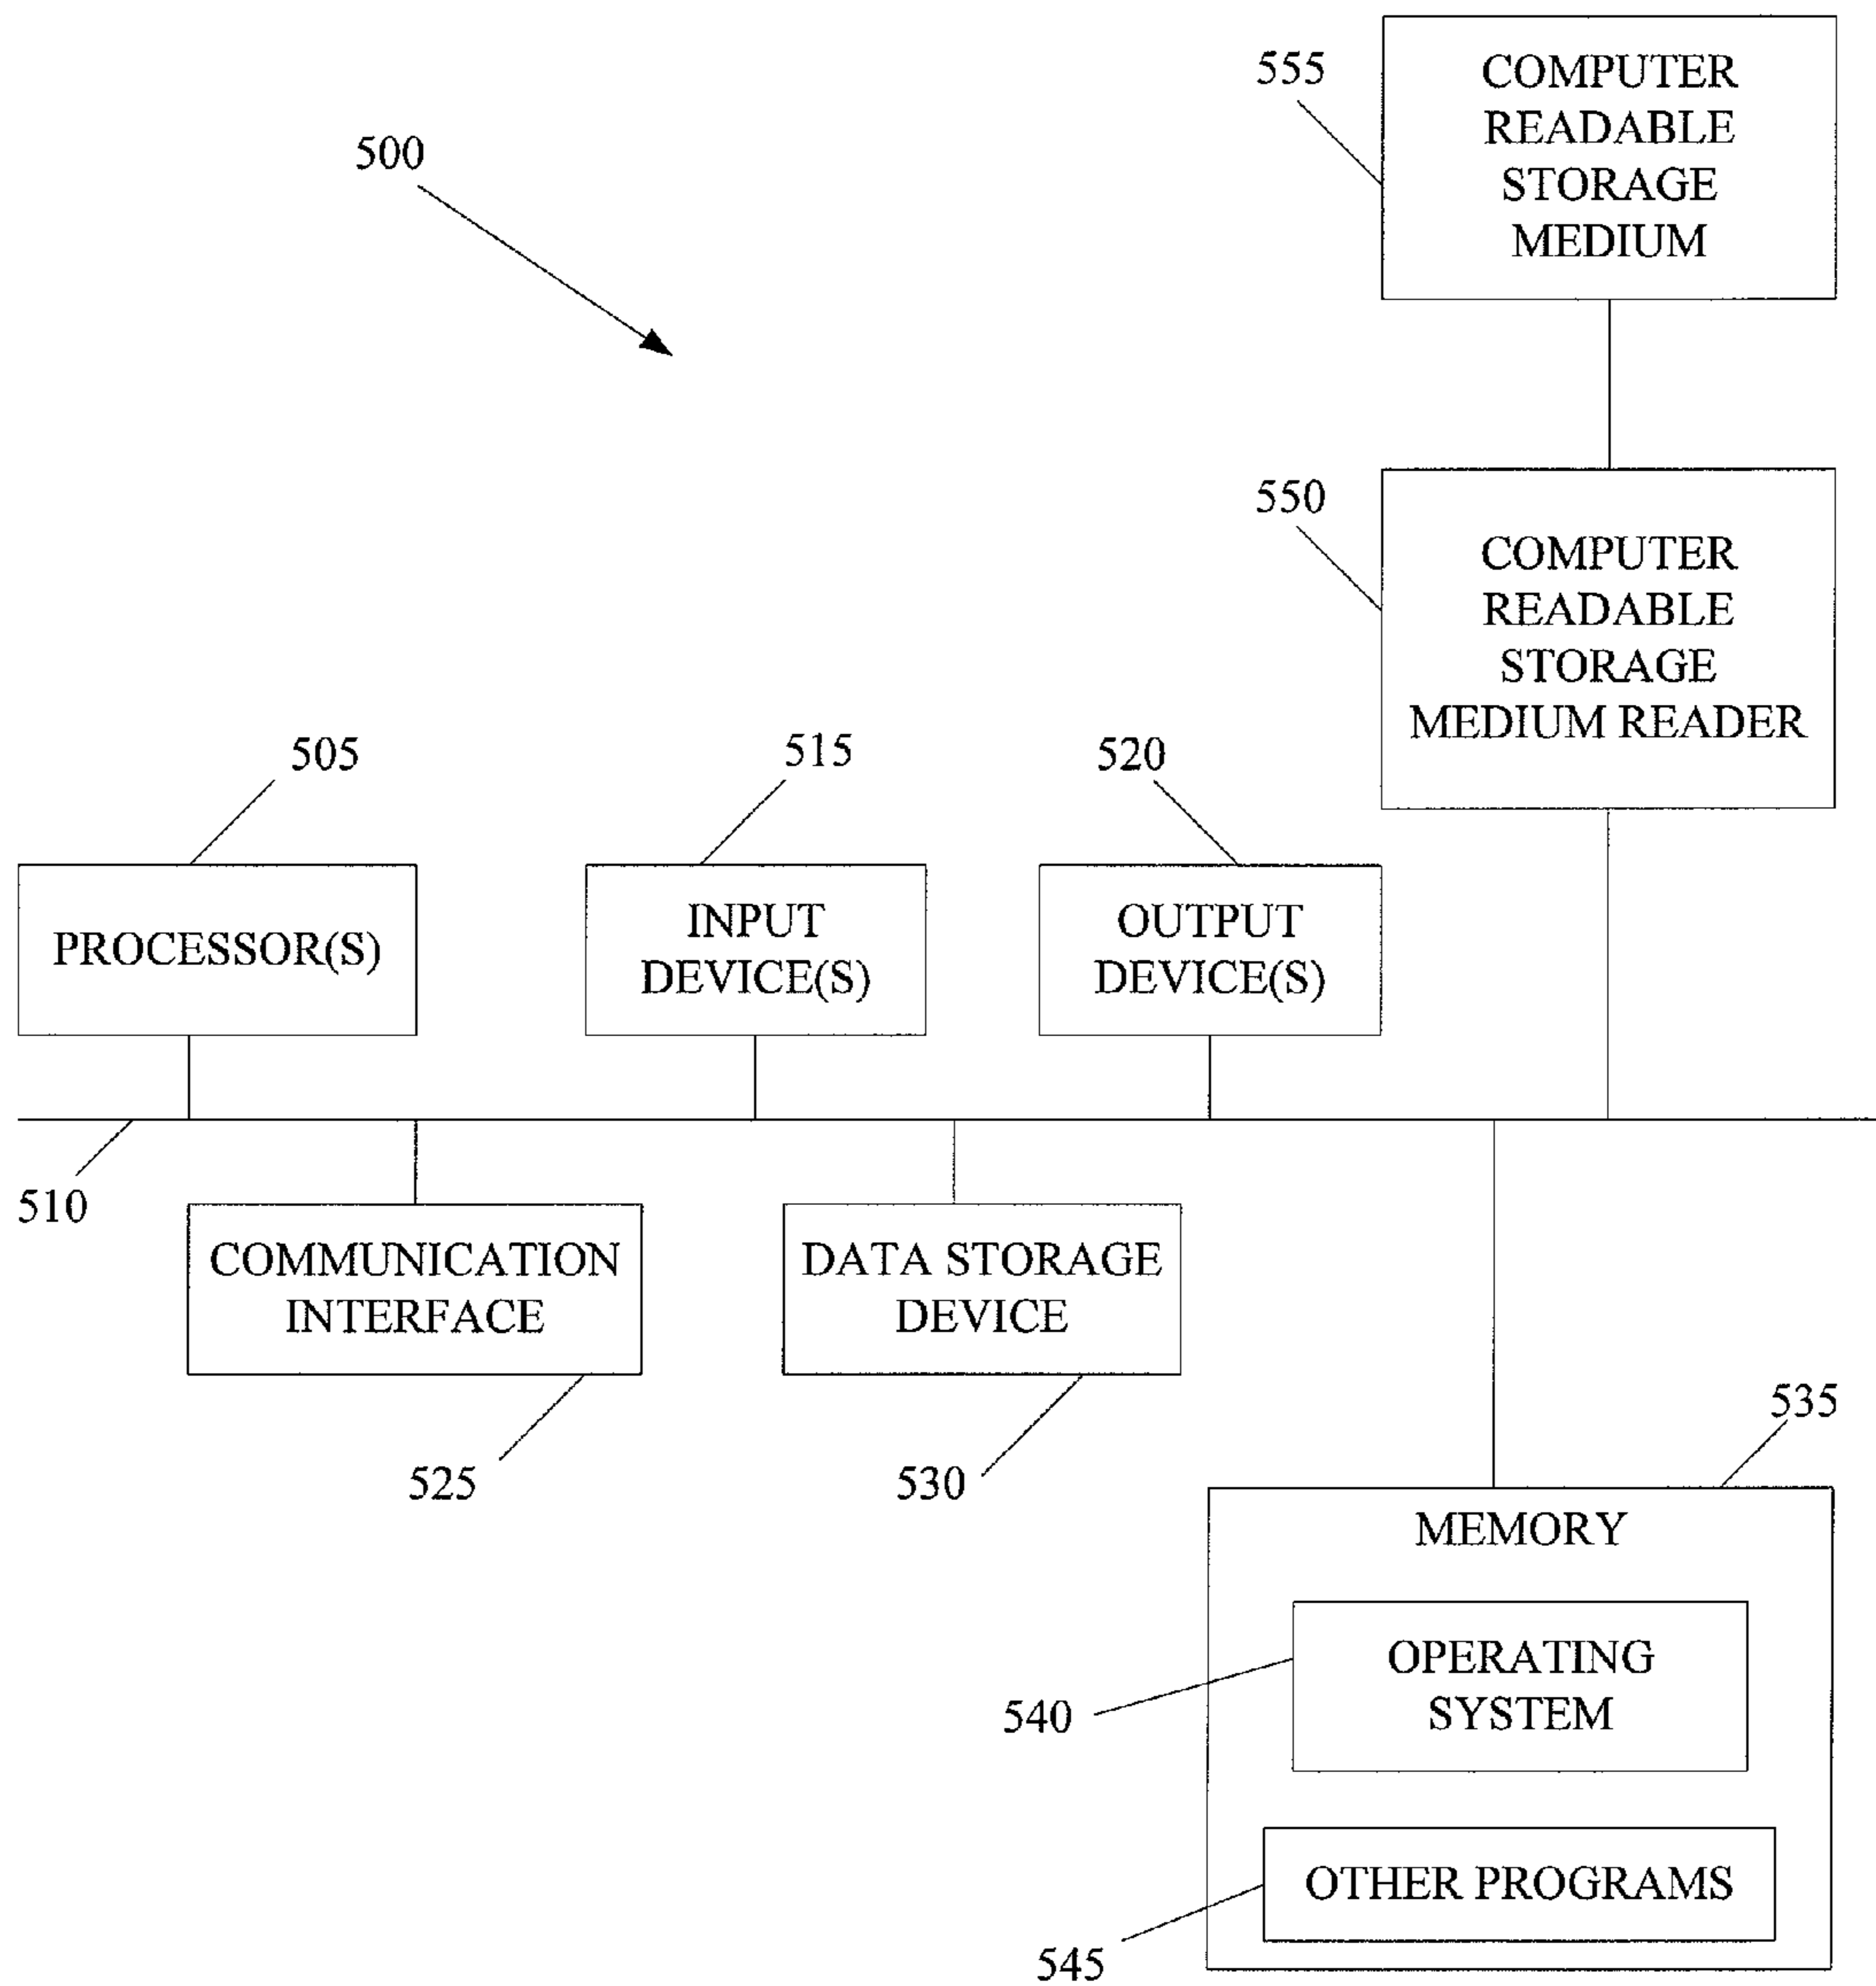 555
COMPUTER
READABLE
STORAGE
MEDIUM
500
550
COMPUTER
READABLE
STORAGE
MEDIUM READER
505
515
520
PROCESSOR(S)
INPUT
DEVICE(S)
OUTPUT
DEVICE(S)
510
COMMUNICATION
INTERFACE
DATA STORAGE
DEVICE
525
530
535
MEMORY
OPERATING
SYSTEM
540
OTHER PROGRAMS
545